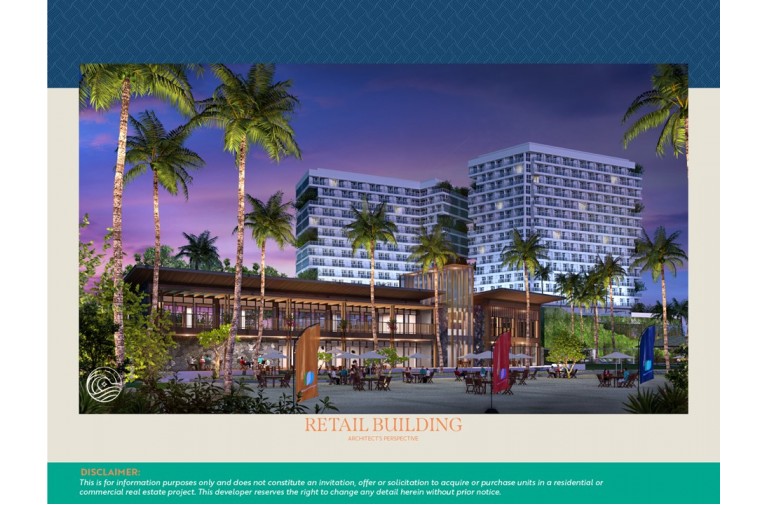 RETAIL BUILDING
ARCHITECT'S PERSPECTIVE
DISCLAIMER:
This is for information purposes only and does not constitute an invitation, offer or solicitation to acquire or purchase units in a residential or
commercial real estate project. This developer reserves the right to change any detail herein without prior notice.